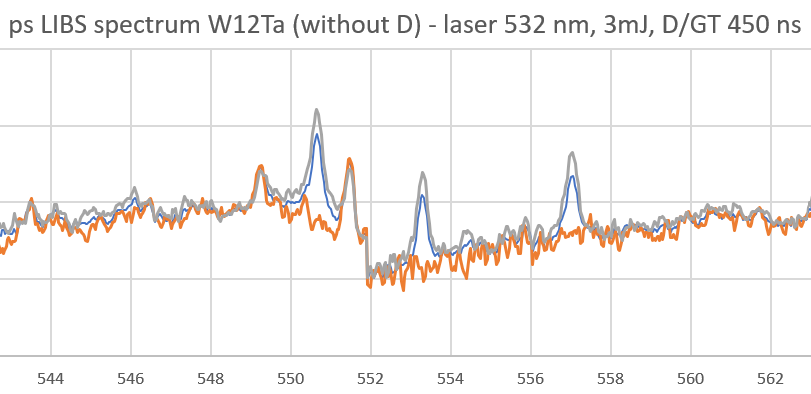 ps LIBS spectrum W12Ta (without D) - laser 532 nm, 3mJ, D/GT 450 ns
544 546 548 550 552 554 556 558 560 562